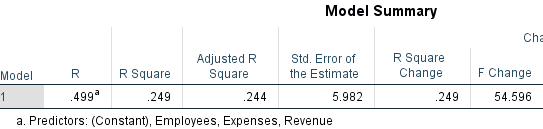 Model Summary
Cha
Model R R Square Adjusted R Square Std. Error of the Estimate R Square Change F Change
1 .499a .249 .244 5.982 .249 54.596
a. Predictors: (Constant), Employees, Expenses, Revenue